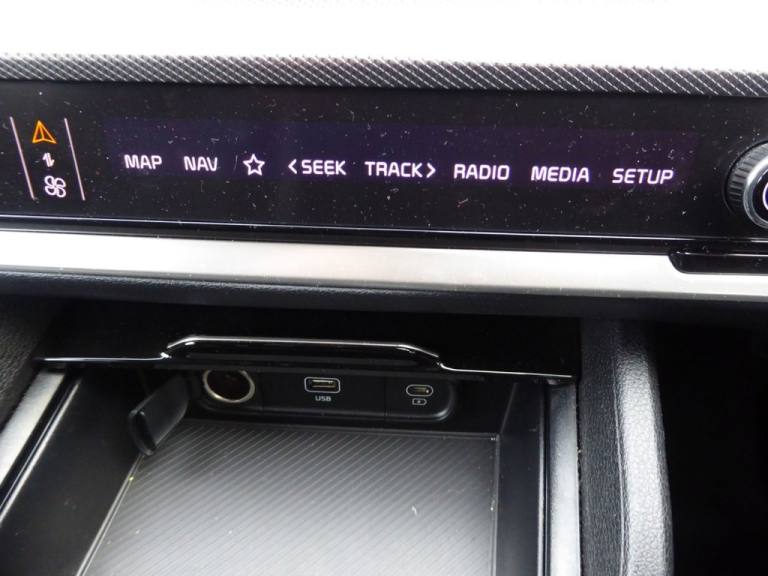 MAP NAV ☆ <SEEK TRACK> RADIO MEDIA SETUP
USB